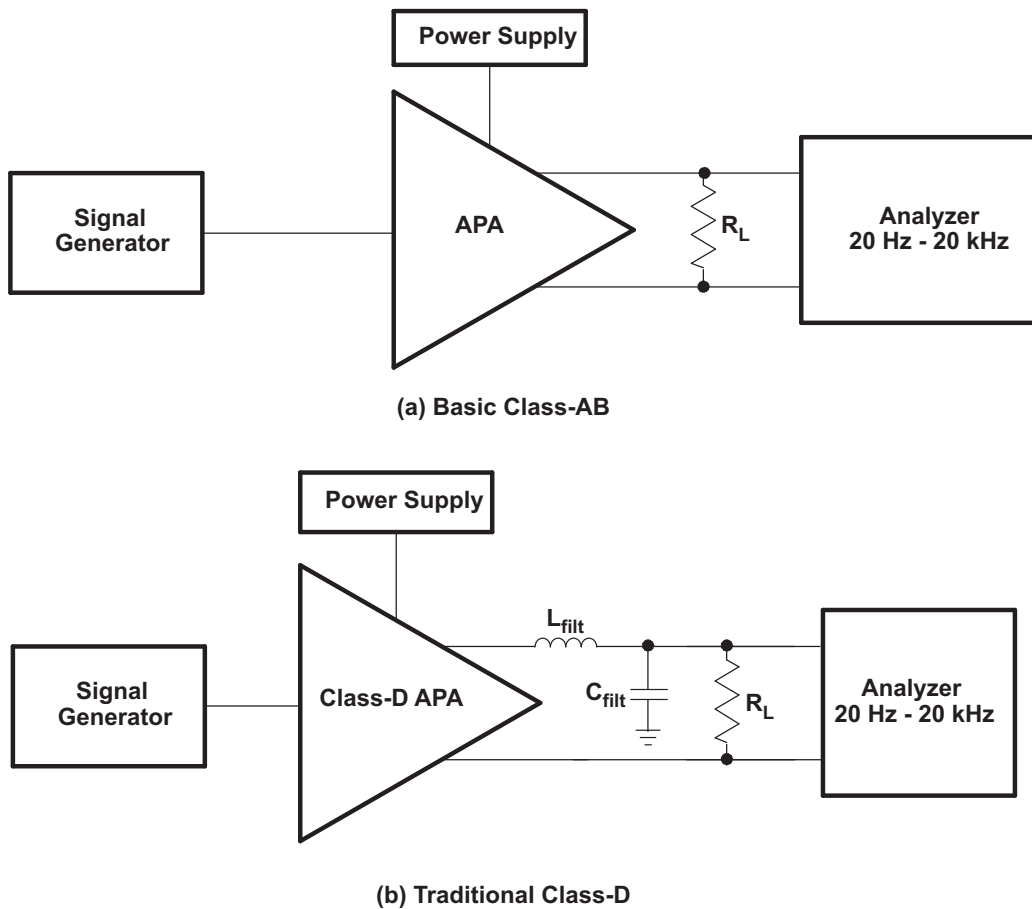 Power Supply
Signal
Generator
APA
R_L
Analyzer
20 Hz - 20 kHz
(a) Basic Class-AB
Power Supply
L_filt
Signal
Generator
Class-D APA
C_filt
R_L
Analyzer
20 Hz - 20 kHz
(b) Traditional Class-D